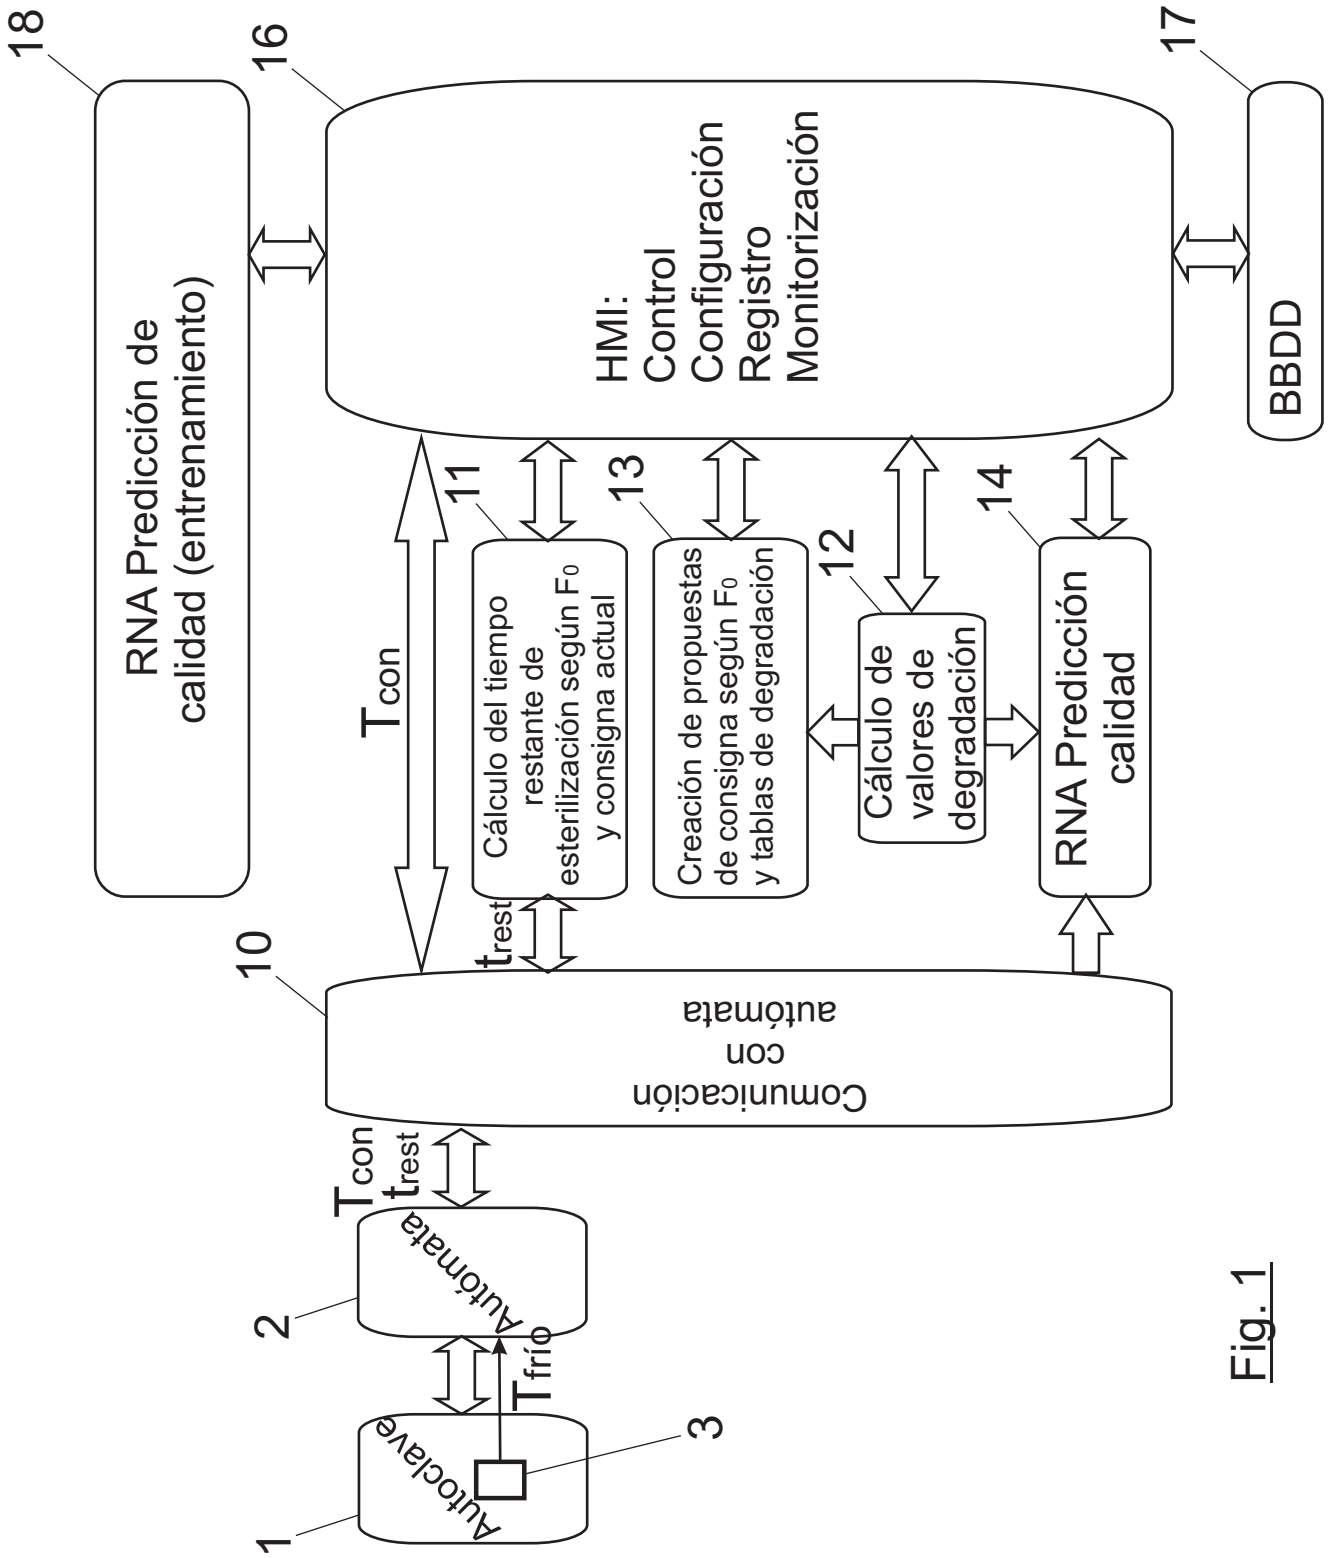 18
RNA Predicción de
calidad (entrenamiento)
16
HMI:
Control
Configuración
Registro
Monitorización
17
BBDD
Tcon
11
Cálculo del tiempo
restante de
esterilización según F0
y consigna actual
trest
13
Creación de propuestas
de consigna según F0
y tablas de degradación
12
Cálculo de
valores de
degradación
14
RNA Predicción
calidad
10
Comunicación
con
autómata
Tcon
trest
2
Autómata
Tfrío
1
Autoclave
3
Fig. 1